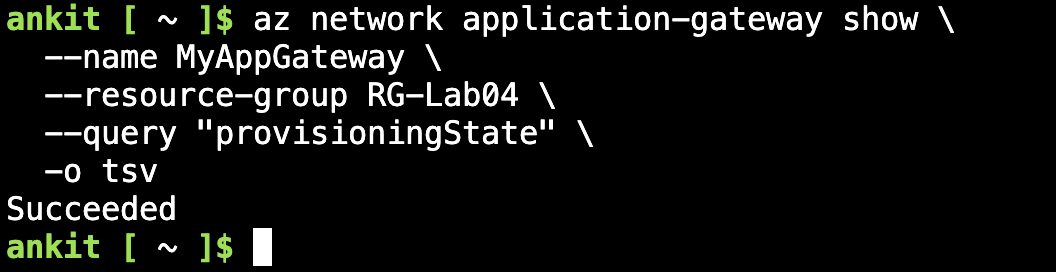 ankit [ ~ ]$ az network application-gateway show \
  --name MyAppGateway \
  --resource-group RG-Lab04 \
  --query "provisioningState" \
  -o tsv
Succeeded
ankit [ ~ ]$